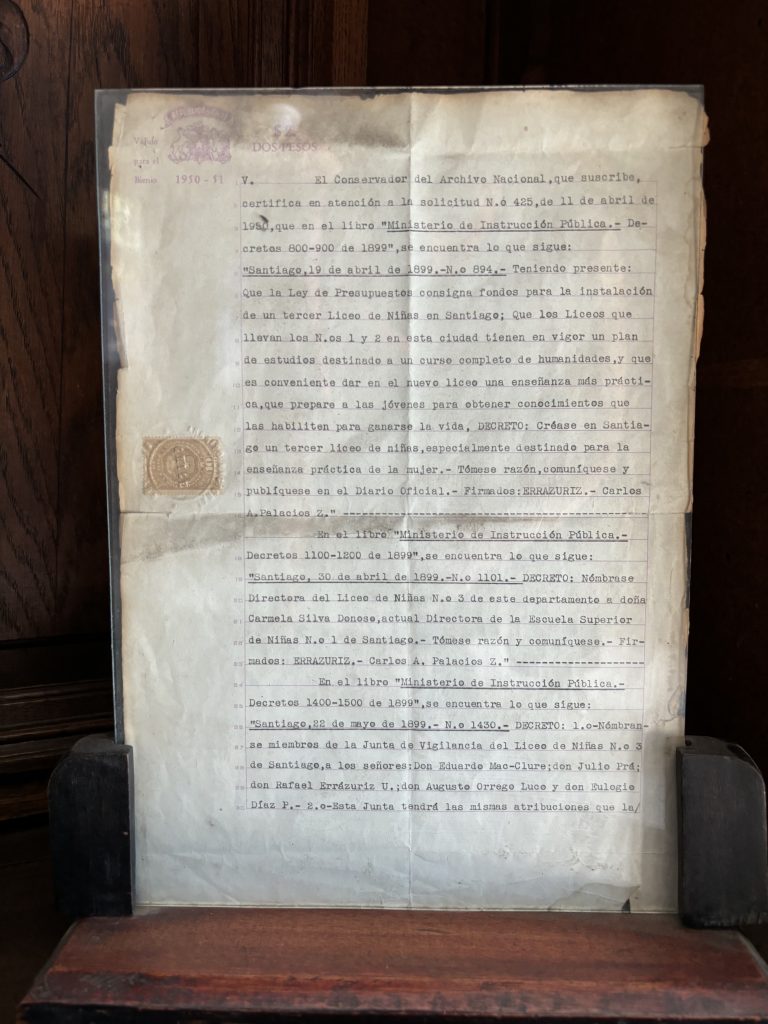 Válido
para el
Bienio 1950-51
$ 2
DOS PESOS
V. El Conservador del Archivo Nacional,que suscribe,
certifica en atención a la solicitud N.ó 425,de 11 de abril de
1950,que en el libro "Ministerio de Instrucción Pública.- De-
cretos 800-900 de 1899",se encuentra lo que sigue:
"Santiago,19 de abril de 1899.-N.o 894.- Teniendo presente:
Que la Ley de Presupuestos consigna fondos para la instalación
de un tercer Liceo de Niñas en Santiago; Que los Liceos que
llevan los N.os 1 y 2 en esta ciudad tienen en vigor un plan
de estudios destinado a un curso completo de humanidades,y que
es conveniente dar en el nuevo liceo una enseñanza más prácti-
ca,que prepare a las jóvenes para obtener conocimientos que
las habiliten para ganarse la vida, DECRETO: Créase en Santia-
go un tercer liceo de niñas,especialmente destinado para la
enseñanza práctica de la mujer.- Tómese razón,comuníquese y
publíquese en el Diario Oficial.- Firmados:ERRAZURIZ.- Carlos
A.Palacios Z." ----------------------------------------------
En el libro "Ministerio de Instrucción Pública.-
Decretos 1100-1200 de 1899",se encuentra lo que sigue:
"Santiago, 30 de abril de 1899.-N.o 1101.- DECRETO: Nómbrase
Directora del Liceo de Niñas N.o 3 de este departamento a doña
Carmela Silva Donoso,actual Directora de la Escuela Superior
de Niñas N.o 1 de Santiago.- Tómese razón y comuníquese.- Fir-
mados: ERRAZURIZ.- Carlos A. Palacios Z." --------------------
En el libro "Ministerio de Instrucción Pública.-
Decretos 1400-1500 de 1899",se encuentra lo que sigue:
"Santiago,22 de mayo de 1899.- N.o 1430.- DECRETO: 1.o-Nómbran-
se miembros de la Junta de Vigilancia del Liceo de Niñas N.o 3
de Santiago,a los señores:Don Eduardo Mac-Clure;don Julio Prá;
don Rafael Errázuriz U.;don Augusto Orrego Luco y don Eulogio
Díaz P.- 2.o-Esta Junta tendrá las mismas atribuciones que la/